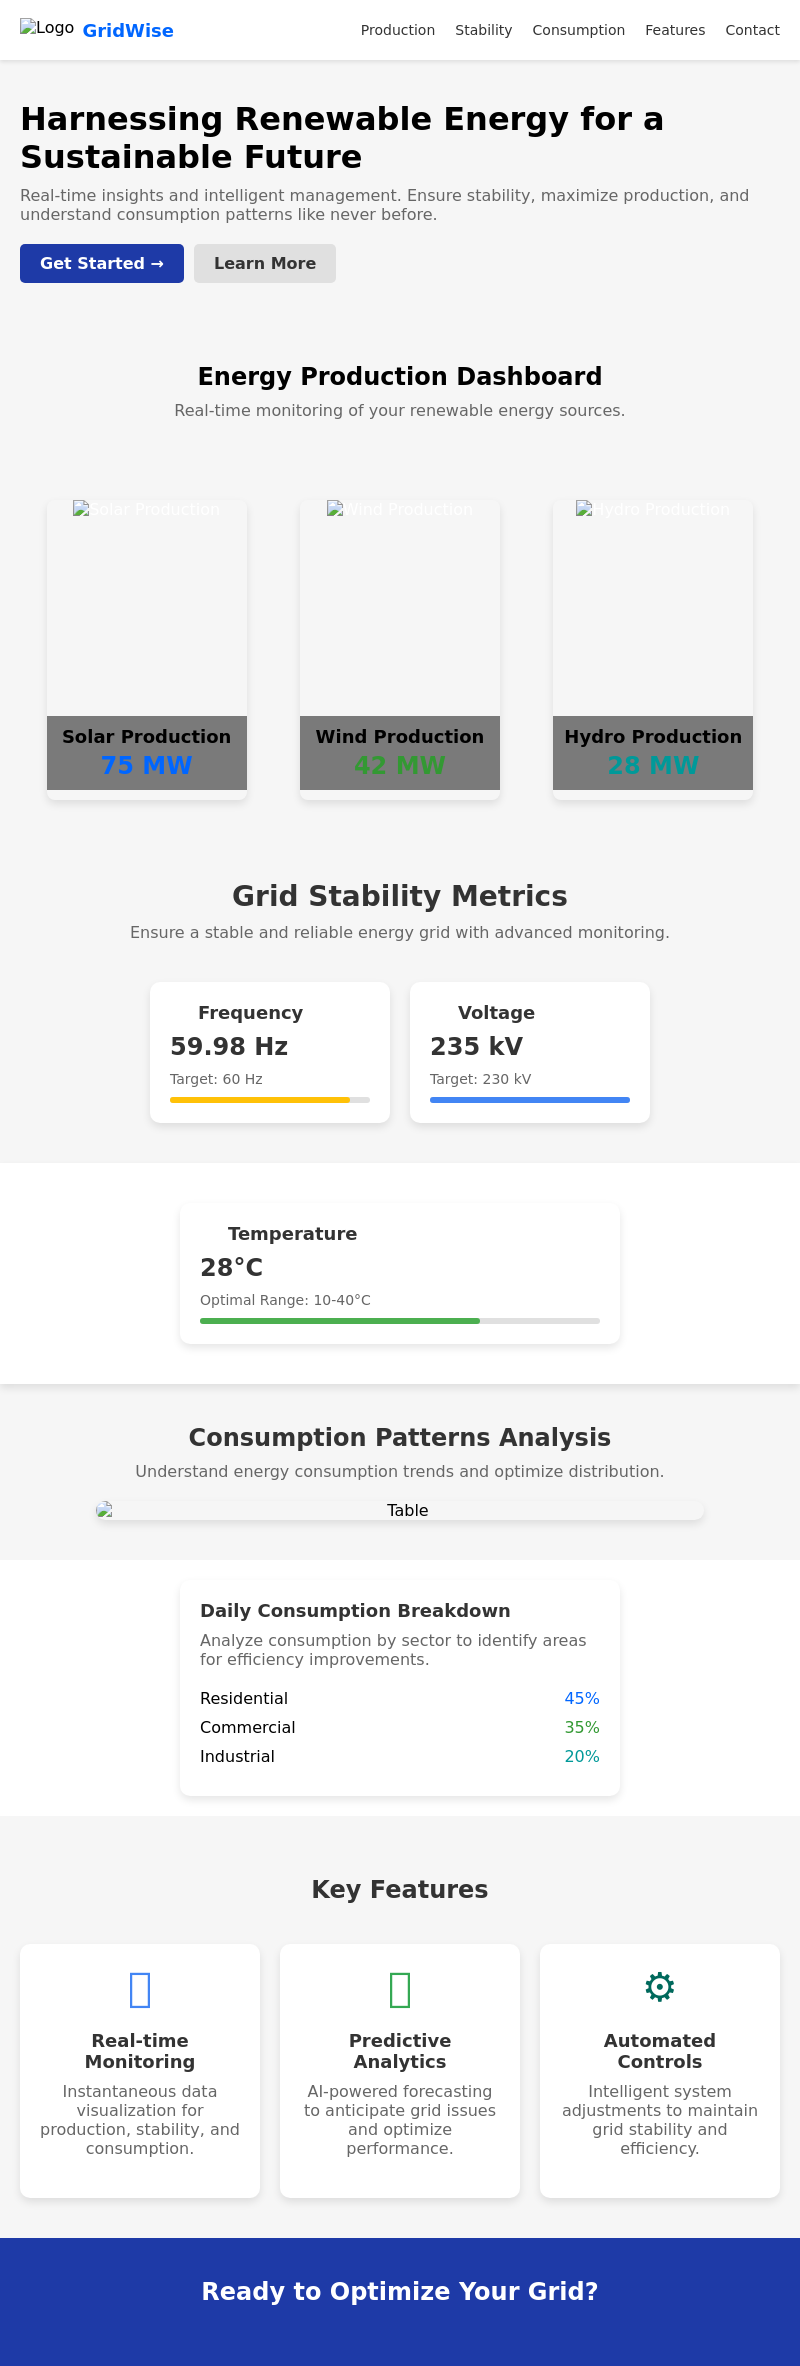 Logo GridWise
Production Stability Consumption Features Contact
Harnessing Renewable Energy for a
Sustainable Future
Real-time insights and intelligent management. Ensure stability, maximize production, and
understand consumption patterns like never before.
Get Started →
Learn More
Energy Production Dashboard
Real-time monitoring of your renewable energy sources.
Solar Production
Solar Production
75 MW
Wind Production
Wind Production
42 MW
Hydro Production
Hydro Production
28 MW
Grid Stability Metrics
Ensure a stable and reliable energy grid with advanced monitoring.
Frequency
59.98 Hz
Target: 60 Hz
Voltage
235 kV
Target: 230 kV
Temperature
28°C
Optimal Range: 10-40°C
Consumption Patterns Analysis
Understand energy consumption trends and optimize distribution.
Table
Daily Consumption Breakdown
Analyze consumption by sector to identify areas
for efficiency improvements.
Residential 45%
Commercial 35%
Industrial 20%
Key Features
Real-time
Monitoring
Instantaneous data
visualization for
production, stability, and
consumption.
Predictive
Analytics
AI-powered forecasting
to anticipate grid issues
and optimize
performance.
Automated
Controls
Intelligent system
adjustments to maintain
grid stability and
efficiency.
Ready to Optimize Your Grid?